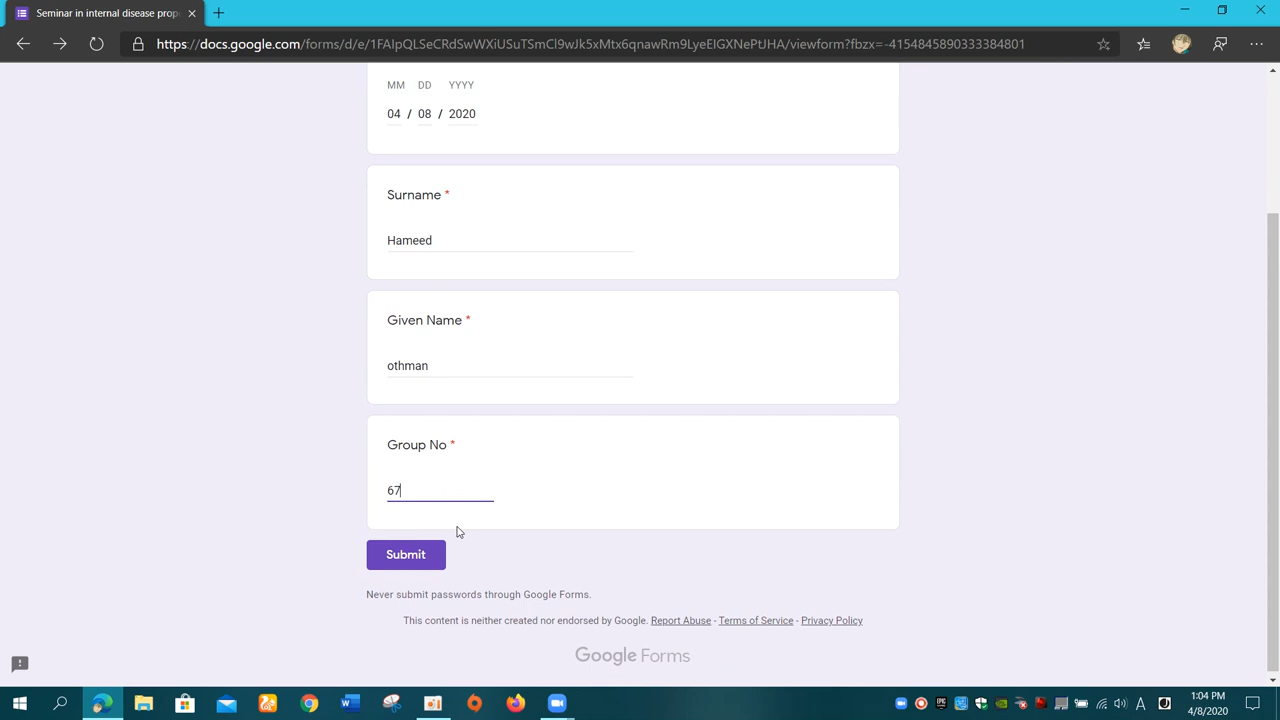 Seminar in internal disease prop
https://docs.google.com/forms/d/e/1FAIpQLSeCRdSwWXiUSuTSmCl9wJk5xMtx6qnawRm9LyeEIGXNePtJHA/viewform?fbzx=-4154845890333384801
MM DD YYYY
04 / 08 / 2020
Surname *
Hameed
Given Name *
othman
Group No *
67
Submit
Never submit passwords through Google Forms.
This content is neither created nor endorsed by Google. Report Abuse - Terms of Service - Privacy Policy
Google Forms
1:04 PM
4/8/2020